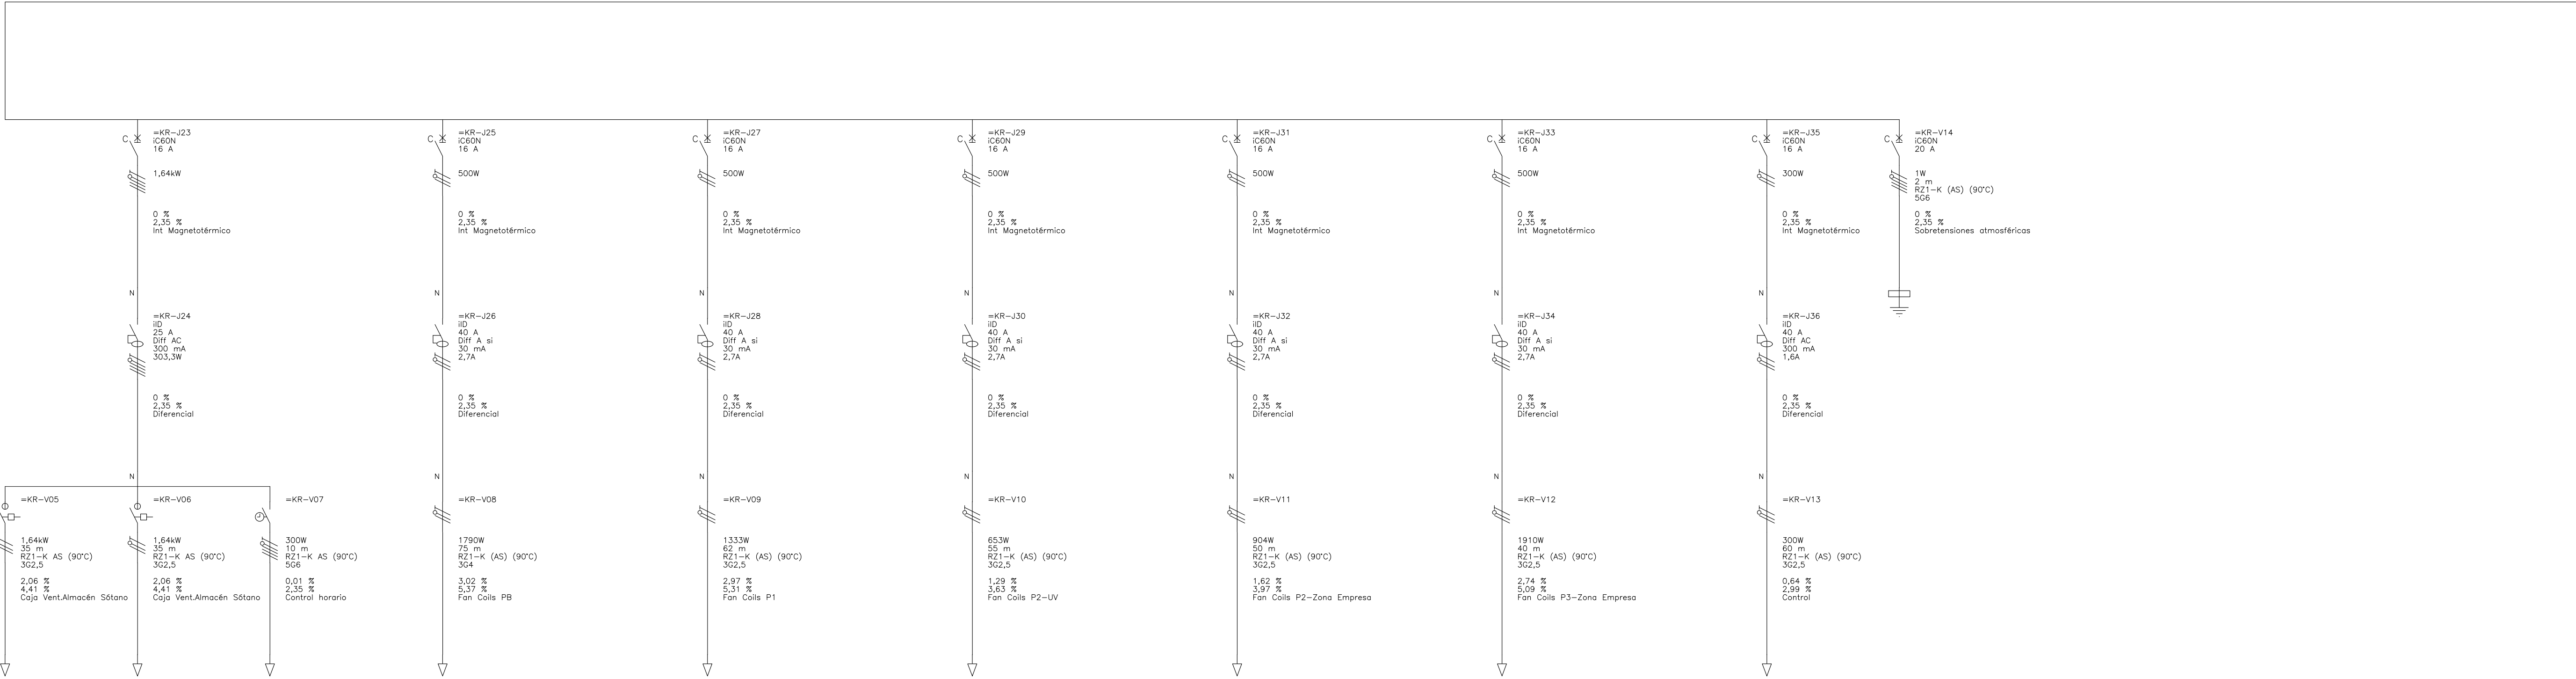 C
=KR-J23
iC60N
16 A
1,64kW
0 %
2,35 %
Int Magnetotérmico
N
=KR-J24
iID
25 A
Diff AC
300 mA
303,3W
0 %
2,35 %
Diferencial
N
=KR-V05
1,64kW
35 m
RZ1-K AS (90°C)
3G2,5
2,06 %
4,41 %
Caja Vent.Almacén Sótano
=KR-V06
1,64kW
35 m
RZ1-K AS (90°C)
3G2,5
2,06 %
4,41 %
Caja Vent.Almacén Sótano
=KR-V07
300W
10 m
RZ1-K AS (90°C)
5G6
0,01 %
2,35 %
Control horario
C
=KR-J25
iC60N
16 A
500W
0 %
2,35 %
Int Magnetotérmico
N
=KR-J26
iID
40 A
Diff A si
30 mA
2,7A
0 %
2,35 %
Diferencial
N
=KR-V08
1790W
75 m
RZ1-K (AS) (90°C)
3G4
3,02 %
5,37 %
Fan Coils PB
C
=KR-J27
iC60N
16 A
500W
0 %
2,35 %
Int Magnetotérmico
N
=KR-J28
iID
40 A
Diff A si
30 mA
2,7A
0 %
2,35 %
Diferencial
N
=KR-V09
1333W
62 m
RZ1-K (AS) (90°C)
3G2,5
2,97 %
5,31 %
Fan Coils P1
C
=KR-J29
iC60N
16 A
500W
0 %
2,35 %
Int Magnetotérmico
N
=KR-J30
iID
40 A
Diff A si
30 mA
2,7A
0 %
2,35 %
Diferencial
N
=KR-V10
653W
55 m
RZ1-K (AS) (90°C)
3G2,5
1,29 %
3,63 %
Fan Coils P2-UV
C
=KR-J31
iC60N
16 A
500W
0 %
2,35 %
Int Magnetotérmico
N
=KR-J32
iID
40 A
Diff A si
30 mA
2,7A
0 %
2,35 %
Diferencial
N
=KR-V11
904W
50 m
RZ1-K (AS) (90°C)
3G2,5
1,62 %
3,97 %
Fan Coils P2-Zona Empresa
C
=KR-J33
iC60N
16 A
500W
0 %
2,35 %
Int Magnetotérmico
N
=KR-J34
iID
40 A
Diff A si
30 mA
2,7A
0 %
2,35 %
Diferencial
N
=KR-V12
1910W
40 m
RZ1-K (AS) (90°C)
3G2,5
2,74 %
5,09 %
Fan Coils P3-Zona Empresa
C
=KR-J35
iC60N
16 A
300W
0 %
2,35 %
Int Magnetotérmico
N
=KR-J36
iID
40 A
Diff AC
300 mA
1,6A
0 %
2,35 %
Diferencial
N
=KR-V13
300W
60 m
RZ1-K (AS) (90°C)
3G2,5
0,64 %
2,99 %
Control
C
=KR-V14
iC60N
20 A
1W
2 m
RZ1-K (AS) (90°C)
5G6
0 %
2,35 %
Sobretensiones atmosféricas